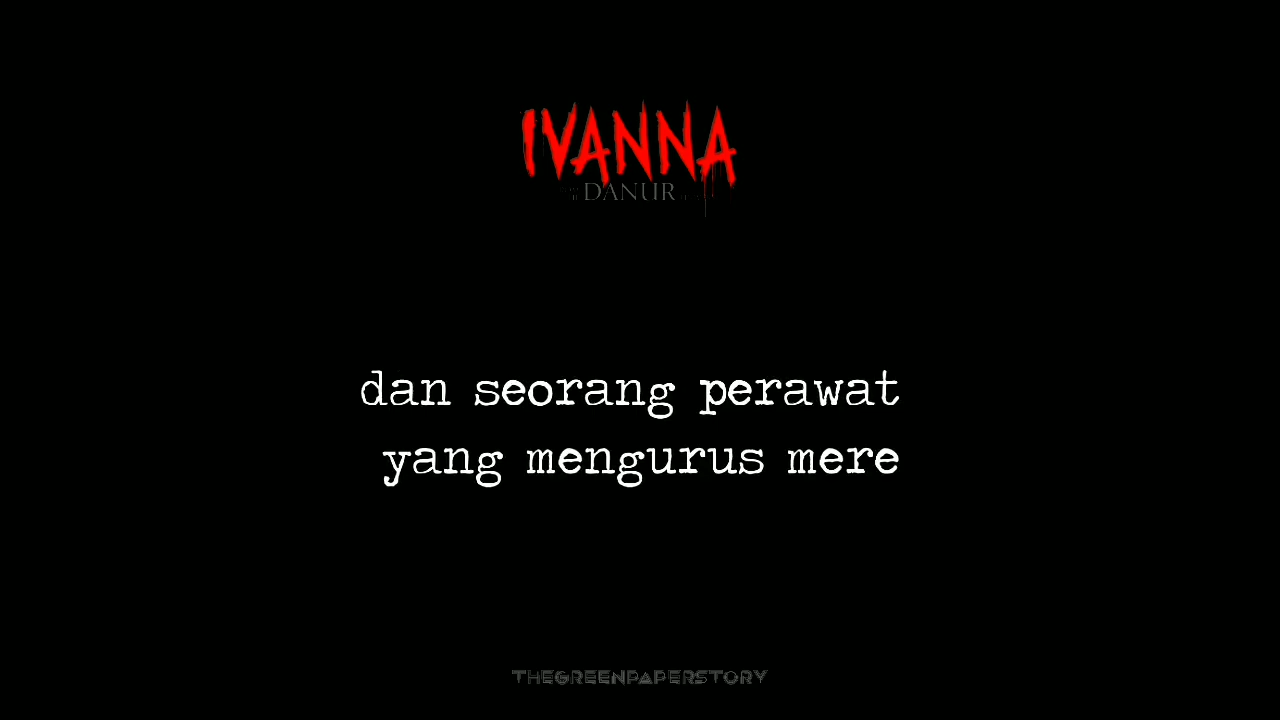 IVANNA
DANUR
dan seorang perawat
yang mengurus mere
THEGREENPAPERSTORY